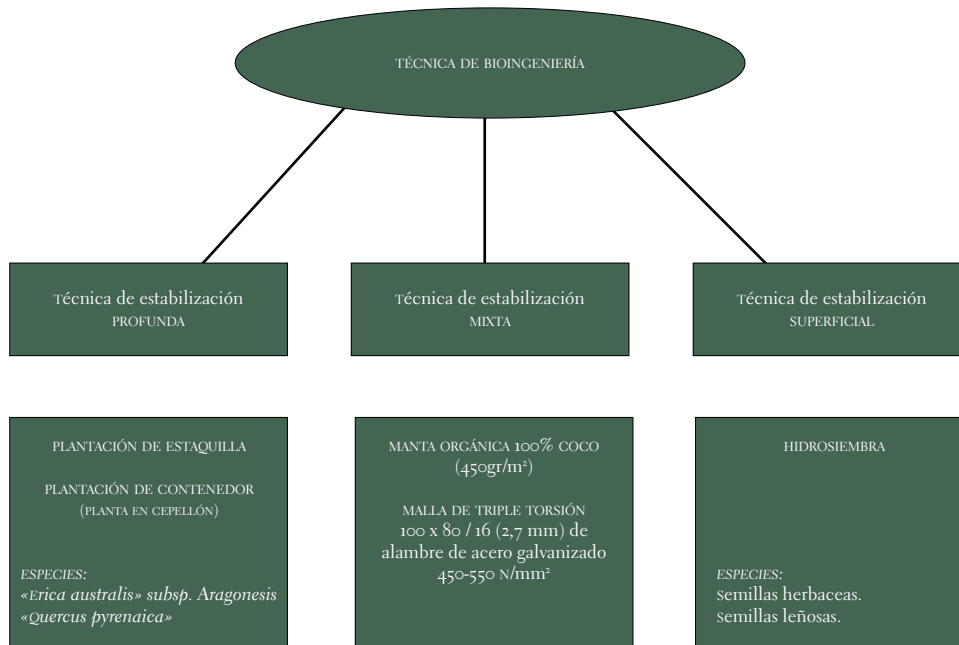 TÉCNICA DE BIOINGENIERÍA
Técnica de estabilización
PROFUNDA
Técnica de estabilización
MIXTA
Técnica de estabilización
SUPERFICIAL
PLANTACIÓN DE ESTAQUILLA
PLANTACIÓN DE CONTENEDOR
(PLANTA EN CEPELLÓN)
ESPECIES:
«Erica australis» subsp. Aragonesis
«Quercus pyrenaica»
MANTA ORGÁNICA 100% COCO
(450gr/m²)
MALLA DE TRIPLE TORSIÓN
100 x 80 / 16 (2,7 mm) de
alambre de acero galvanizado
450-550 N/mm²
HIDROSIEMBRA
ESPECIES:
Semillas herbaceas.
Semillas leñosas.